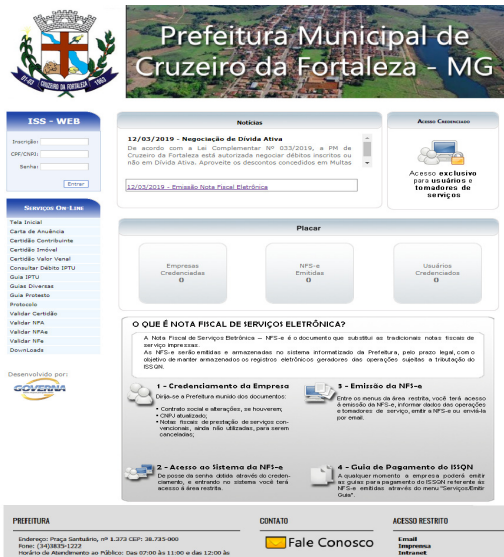 Prefeitura Municipal de
Cruzeiro da Fortaleza - MG
CRUZEIRO DA FORTALEZA
1963
ISS - WEB
Inscrição:
CPF/CNPJ:
Senha:
Entrar
Serviços On-Line
Tela Inicial
Carta de Anuência
Certidão Contribuinte
Certidão Imóvel
Certidão Valor Venal
Consultar Débito IPTU
Guia IPTU
Guias Diversas
Guia Protesto
Protocolo
Validar Certidão
Validar NFA
Validar NFAe
Validar NFe
DownLoads
Desenvolvido por:
GOVERNA
Notícias
12/03/2019 - Negociação de Dívida Ativa
De acordo com a Lei Complementar Nº 033/2019, a PM de
Cruzeiro da Fortaleza está autorizada negociar débitos inscritos ou
não em Dívida Ativa. Aproveite os descontos concedidos em Multas
12/03/2019 - Emissão Nota Fiscal Eletrônica
Acesso Credenciado
Acesso exclusivo
para usuários e
tomadores de
serviços
Placar
Empresas
Credenciadas
0
NFS-e
Emitidas
0
Usuários
Credenciados
0
O QUE É NOTA FISCAL DE SERVIÇOS ELETRÔNICA?
A Nota Fiscal de Serviços Eletrônica – NFS-e é o documento que substitui as tradicionais notas fiscais de
serviço impressas.
As NFS-e serão emitidas e armazenadas no sistema informatizado da Prefeitura, pelo prazo legal, com o
objetivo de manter armazenados os registros eletrônicos geradores das operações sujeitas a tributação do
ISSQN.
1 - Credenciamento da Empresa
Dirija-se a Prefeitura munido dos documentos:
• Contrato social e alterações, se houverem;
• CNPJ atualizado;
• Notas fiscais de prestação de serviços con-
vencionais, ainda não utilizadas, para serem
canceladas;
3 - Emissão da NFS-e
Entre os menus da área restrita, você terá acesso
à emissão da NFS-e, informar dados das operações
e tomadores de serviço, emitir a NFS-e ou enviá-la
por email.
2 - Acesso ao Sistema da NFS-e
De posse da senha obtida através do creden-
ciamento, e entrando no sistema você terá
acesso à área restrita.
4 - Guia de Pagamento do ISSQN
A qualquer momento a empresa poderá emitir
as guias para pagamento do ISSQN referente às
NFS-e emitidas através do menu "Serviços/Emitir
Guia".
PREFEITURA
Endereço: Praça Santuário, nº 1.373 CEP: 38.735-000
Fone: (34)3835-1222
Horário de Atendimento ao Público: Das 07:00 às 11:00 e das 12:00 às
CONTATO
Fale Conosco
ACESSO RESTRITO
Email
Imprensa
Intranet